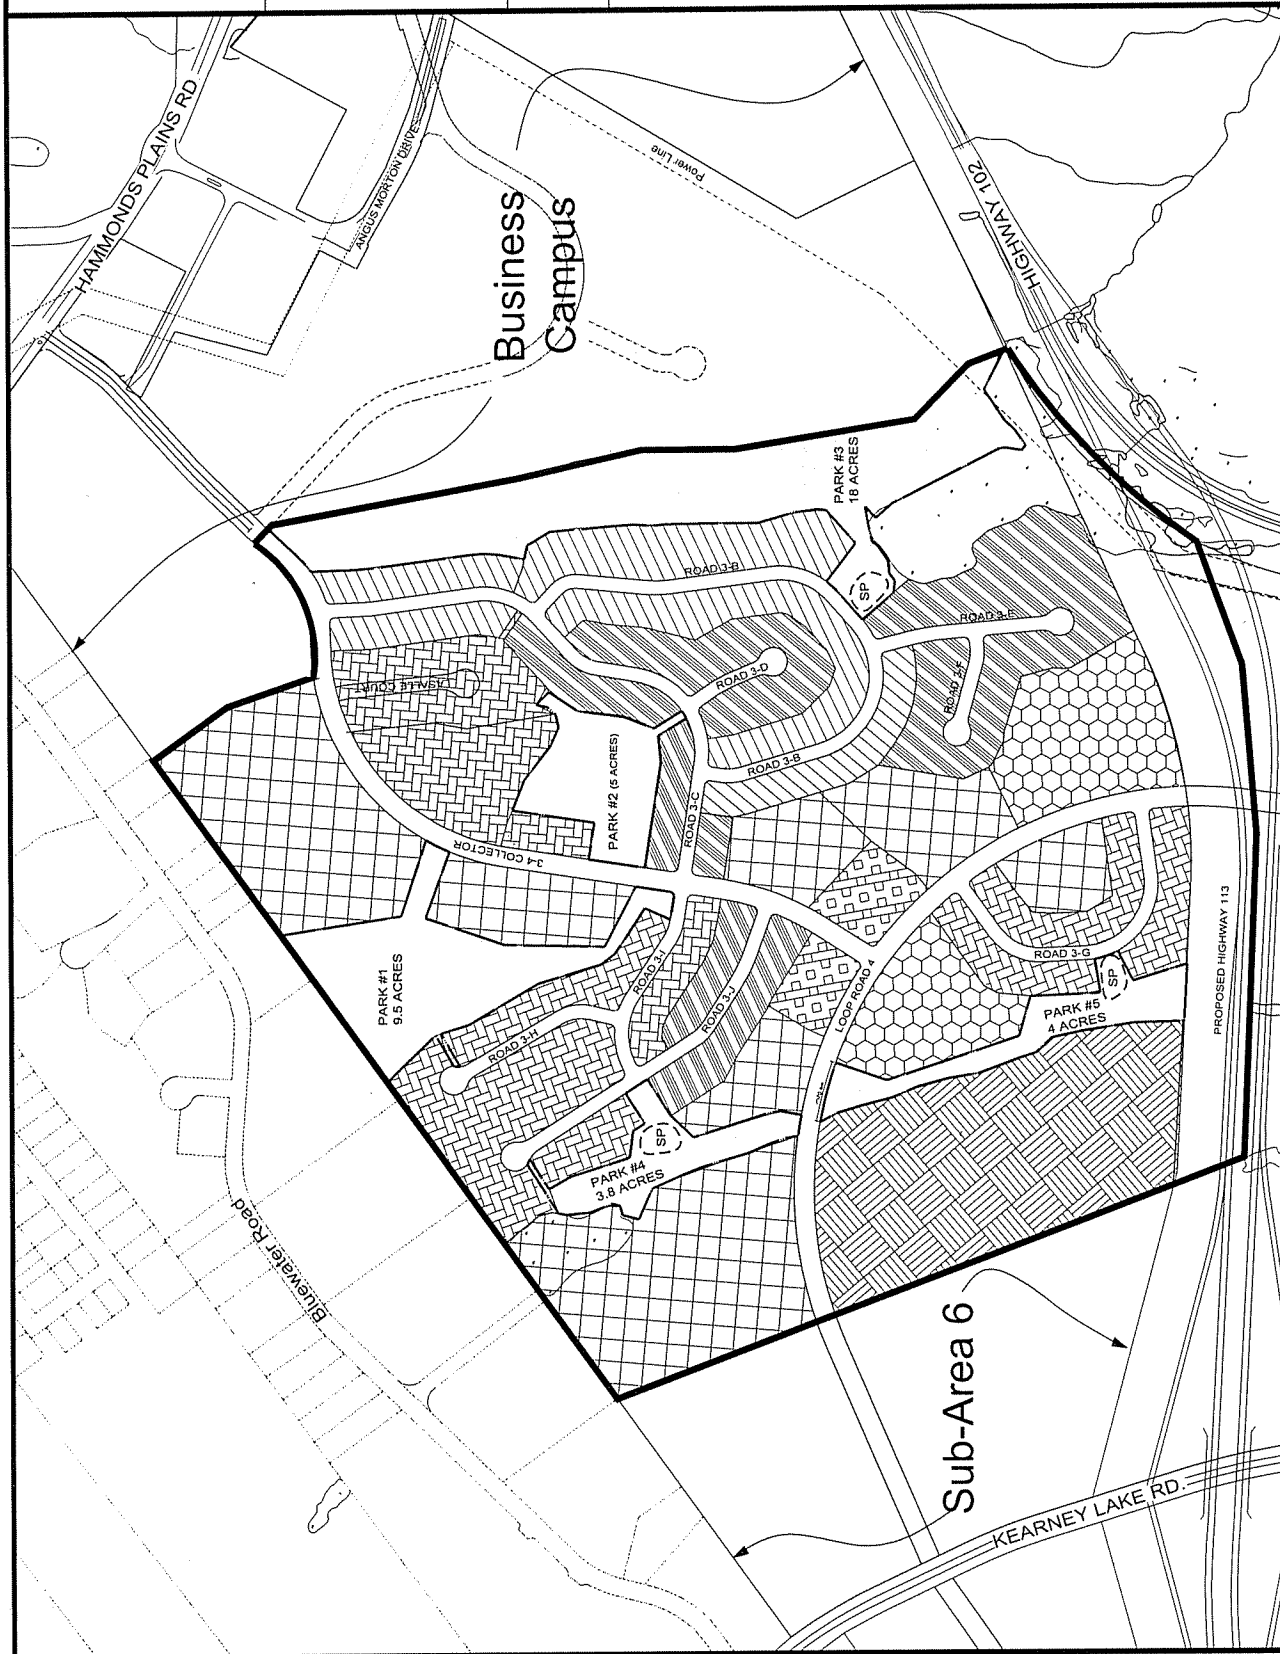 HAMMONDS PLAINS RD
ANGUS MORTON DRIVE
Business
Campus
Power Line
HIGHWAY 102
PARK #3
18 ACRES
SP
ROAD 3-B
ROAD 3-E
ROAD 3-F
ROAD 3-D
LASALLE COURT
PARK #2 (5 ACRES)
ROAD 3-B
ROAD 3-C
3-4 COLLECTOR
PARK #1
9.5 ACRES
ROAD 3-I
ROAD 3-H
ROAD 3-J
LOOP ROAD 4
ROAD 3-G
SP
PARK #5
4 ACRES
PROPOSED HIGHWAY 113
SP
PARK #4
3.8 ACRES
Bluewater Road
Sub-Area 6
KEARNEY LAKE RD.